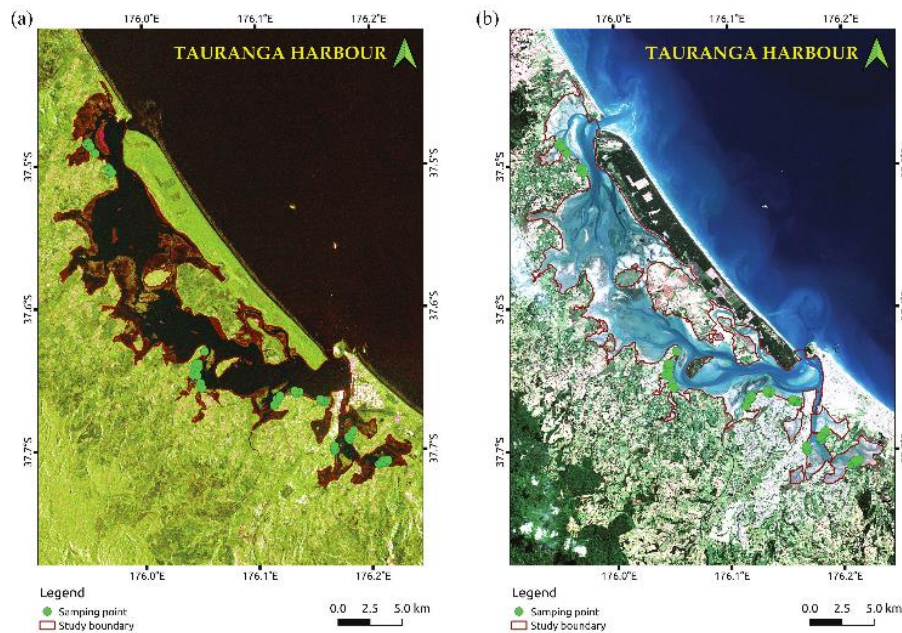 (a)
176.0°E
176.1°E
176.2°E
TAURANGA HARBOUR
37.5°S
37.5°S
37.6°S
37.6°S
37.7°S
37.7°S
176.0°E
176.1°E
176.2°E
Legend
Samping point
Study boundary
0.0 2.5 5.0 km
(b)
176.0°E
176.1°E
176.2°E
TAURANGA HARBOUR
37.5°S
37.5°S
37.6°S
37.6°S
37.7°S
37.7°S
176.0°E
176.1°E
176.2°E
Legend
Samping point
Study boundary
0.0 2.5 5.0 km